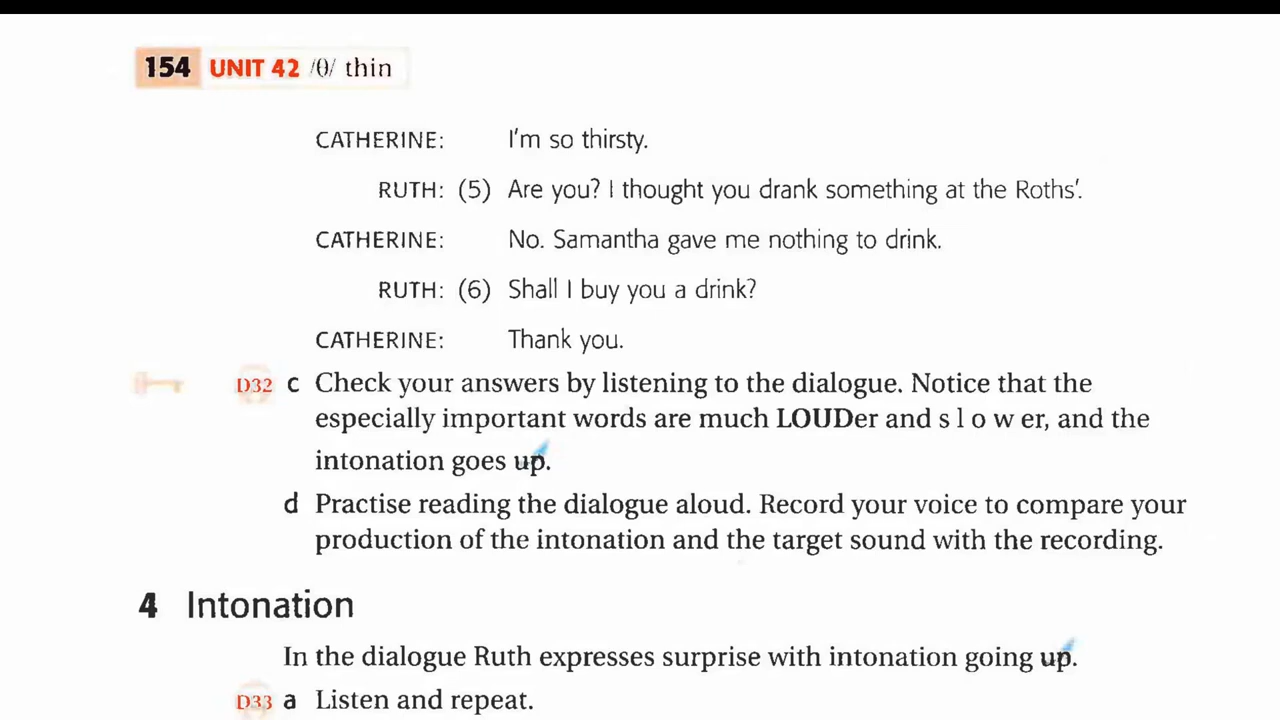 154 UNIT 42 /θ/ thin
CATHERINE: I'm so thirsty.
RUTH: (5) Are you? I thought you drank something at the Roths'.
CATHERINE: No. Samantha gave me nothing to drink.
RUTH: (6) Shall I buy you a drink?
CATHERINE: Thank you.
D32 c Check your answers by listening to the dialogue. Notice that the
especially important words are much LOUDer and s l o w er, and the
intonation goes up.
d Practise reading the dialogue aloud. Record your voice to compare your
production of the intonation and the target sound with the recording.
4 Intonation
In the dialogue Ruth expresses surprise with intonation going up.
D33 a Listen and repeat.